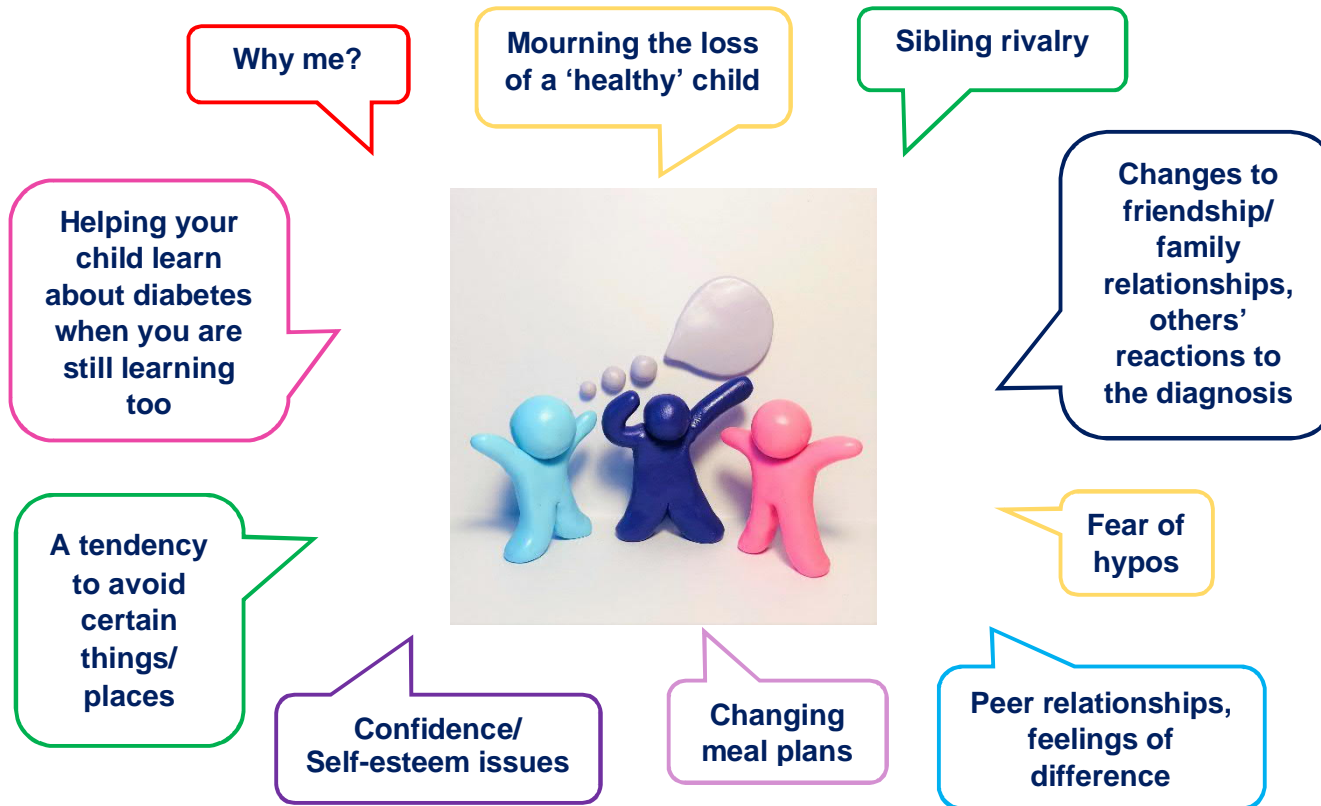 Why me?
Mourning the loss
of a ‘healthy’ child
Sibling rivalry
Helping your
child learn
about diabetes
when you are
still learning
too
Changes to
friendship/
family
relationships,
others’
reactions to
the diagnosis
A tendency
to avoid
certain
things/
places
Fear of
hypos
Confidence/
Self-esteem issues
Changing
meal plans
Peer relationships,
feelings of
difference